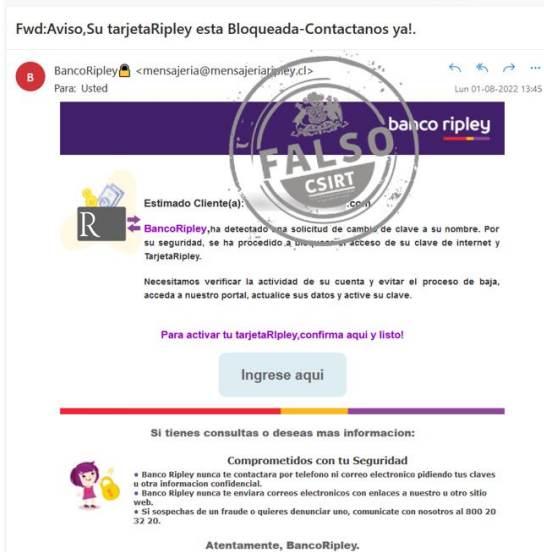 Fwd:Aviso,Su tarjetaRipley esta Bloqueada-Contactanos ya!.
B
BancoRipley🔒 <mensajeria@mensajeriaripley.cl>
Para: Usted
Lun 01-08-2022 13:45
banco ripley
FALSO
CSIRT
R
Estimado Cliente(a): .com
BancoRipley,ha detectado una solicitud de cambio de clave a su nombre. Por
su seguridad, se ha procedido a bloquear el acceso de su clave de internet y
TarjetaRipley.
Necesitamos verificar la actividad de su cuenta y evitar el proceso de baja,
acceda a nuestro portal, actualice sus datos y active su clave.
Para activar tu tarjetaRIpley,confirma aqui y listo!
Ingrese aqui
Si tienes consultas o deseas mas informacion:
Comprometidos con tu Seguridad
• Banco Ripley nunca te contactara por telefono ni correo electronico pidiendo tus claves
u otra informacion confidencial.
• Banco Ripley nunca te enviara correos electronicos con enlaces a nuestro u otro sitio
web.
• Si sospechas de un fraude o quieres denunciar uno, comunicate con nosotros al 800 20
32 20.
Atentamente, BancoRipley.